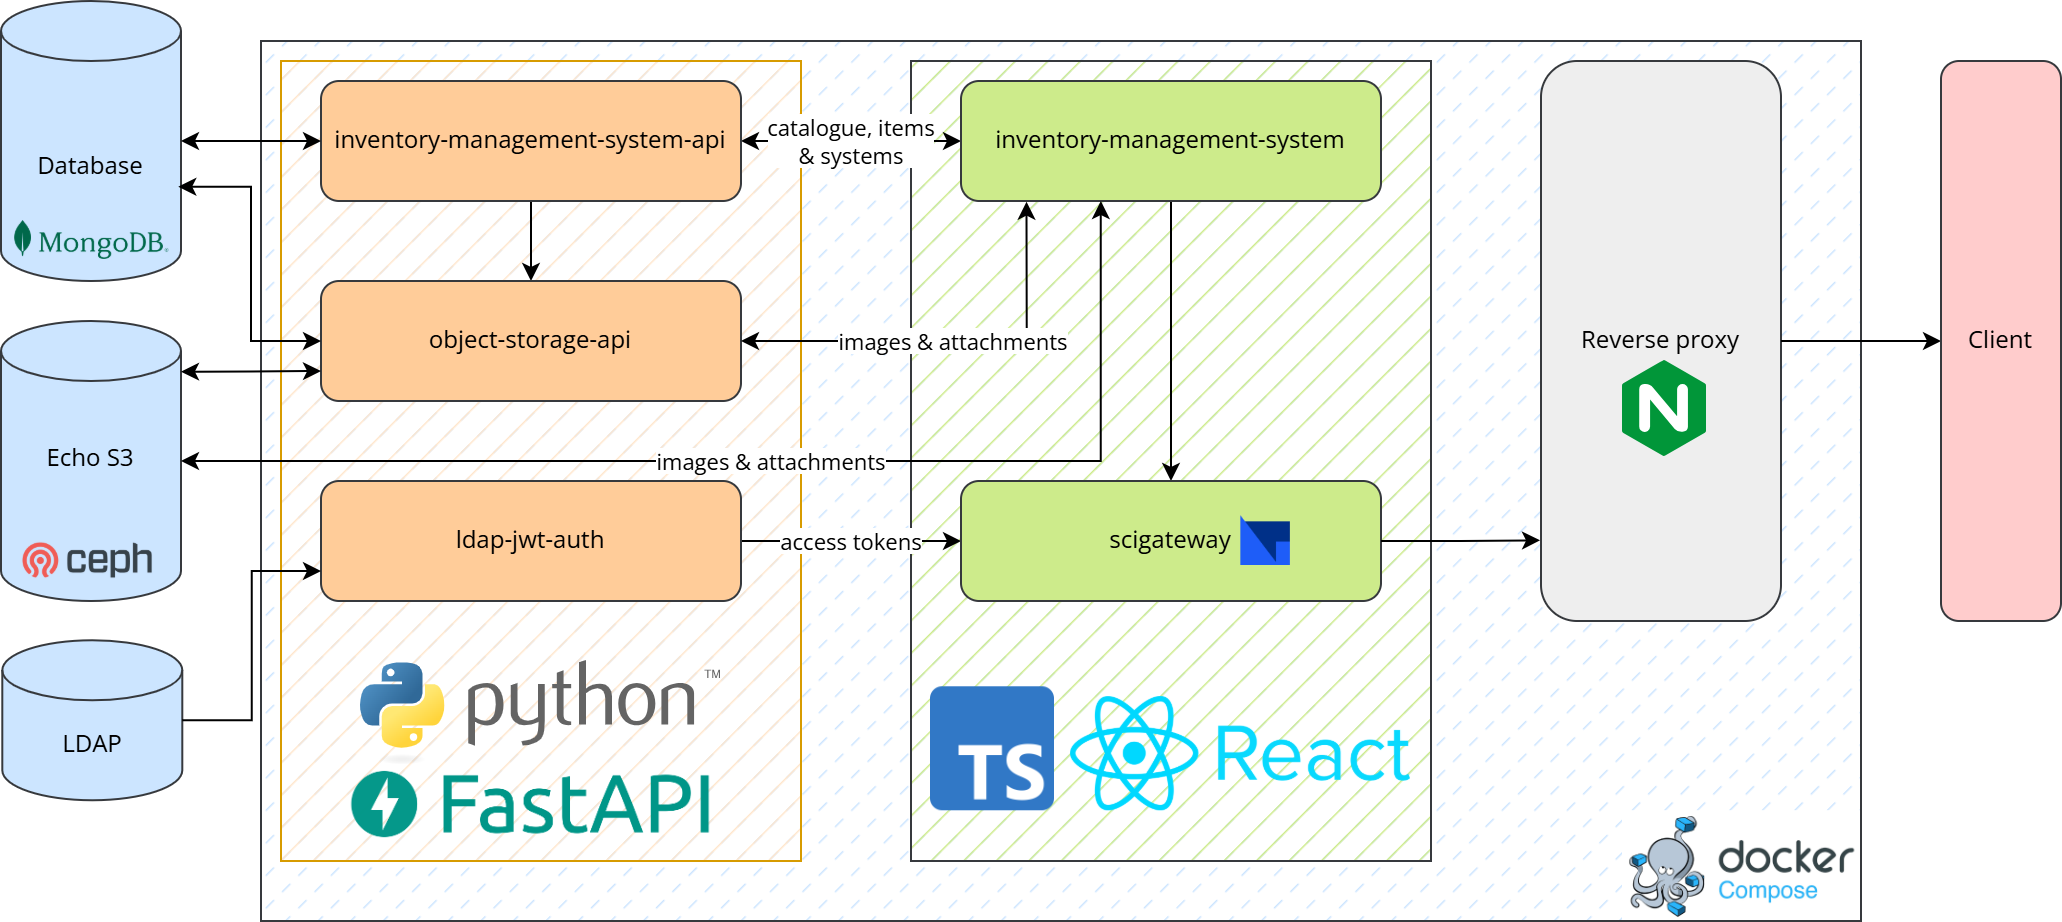 Database
MongoDB®
Echo S3
ceph
LDAP
inventory-management-system-api
object-storage-api
ldap-jwt-auth
python™
FastAPI
catalogue, items
& systems
images & attachments
images & attachments
access tokens
inventory-management-system
scigateway
TS
React
Reverse proxy
N
docker
Compose
Client